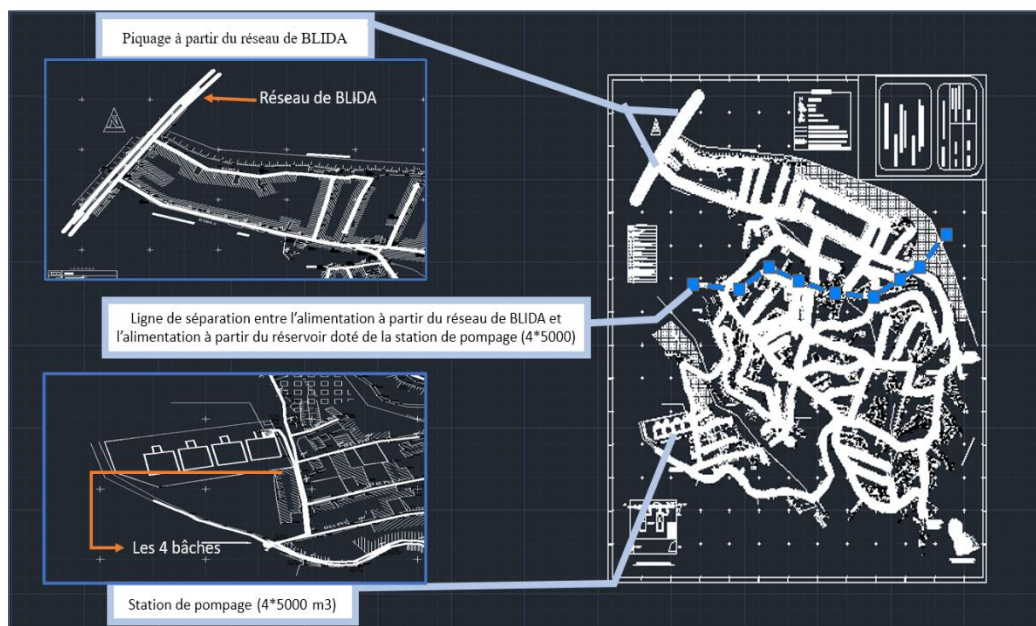 Piquage à partir du réseau de BLIDA
Réseau de BLIDA
Ligne de séparation entre l’alimentation à partir du réseau de BLIDA et
l’alimentation à partir du réservoir doté de la station de pompage (4*5000)
Les 4 bâches
Station de pompage (4*5000 m3)